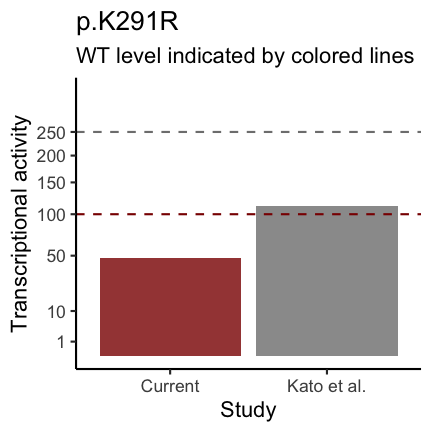 p.K291R
WT level indicated by colored lines
Transcriptional activity
250
200
150
100
50
10
1
Current
Kato et al.
Study